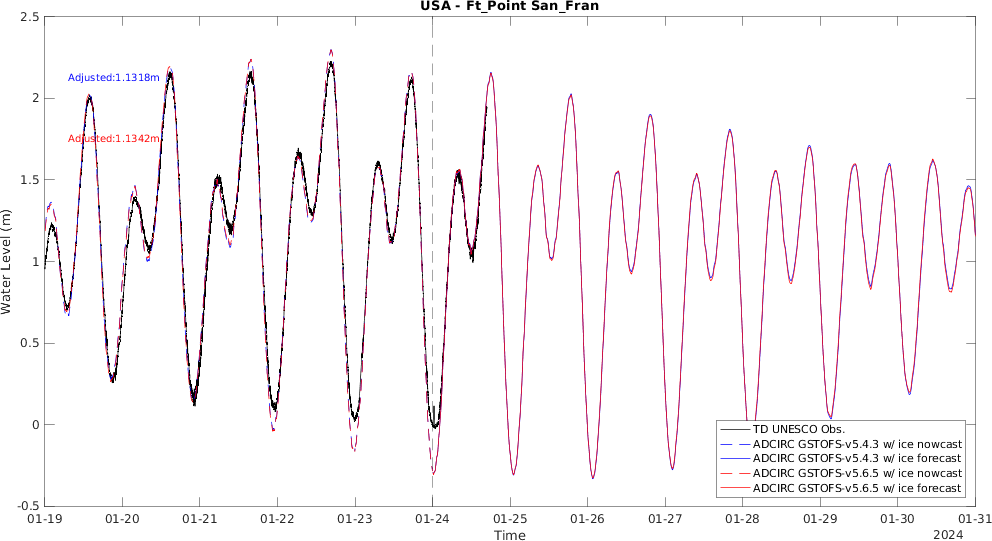 USA - Ft_Point San_Fran
2.5
2
1.5
1
0.5
0
-0.5
Water Level (m)
Adjusted:1.1318m
Adjusted:1.1342m
TD UNESCO Obs.
ADCIRC GSTOFS-v5.4.3 w/ ice nowcast
ADCIRC GSTOFS-v5.4.3 w/ ice forecast
ADCIRC GSTOFS-v5.6.5 w/ ice nowcast
ADCIRC GSTOFS-v5.6.5 w/ ice forecast
01-19 01-20 01-21 01-22 01-23 01-24 01-25 01-26 01-27 01-28 01-29 01-30 01-31
Time
2024